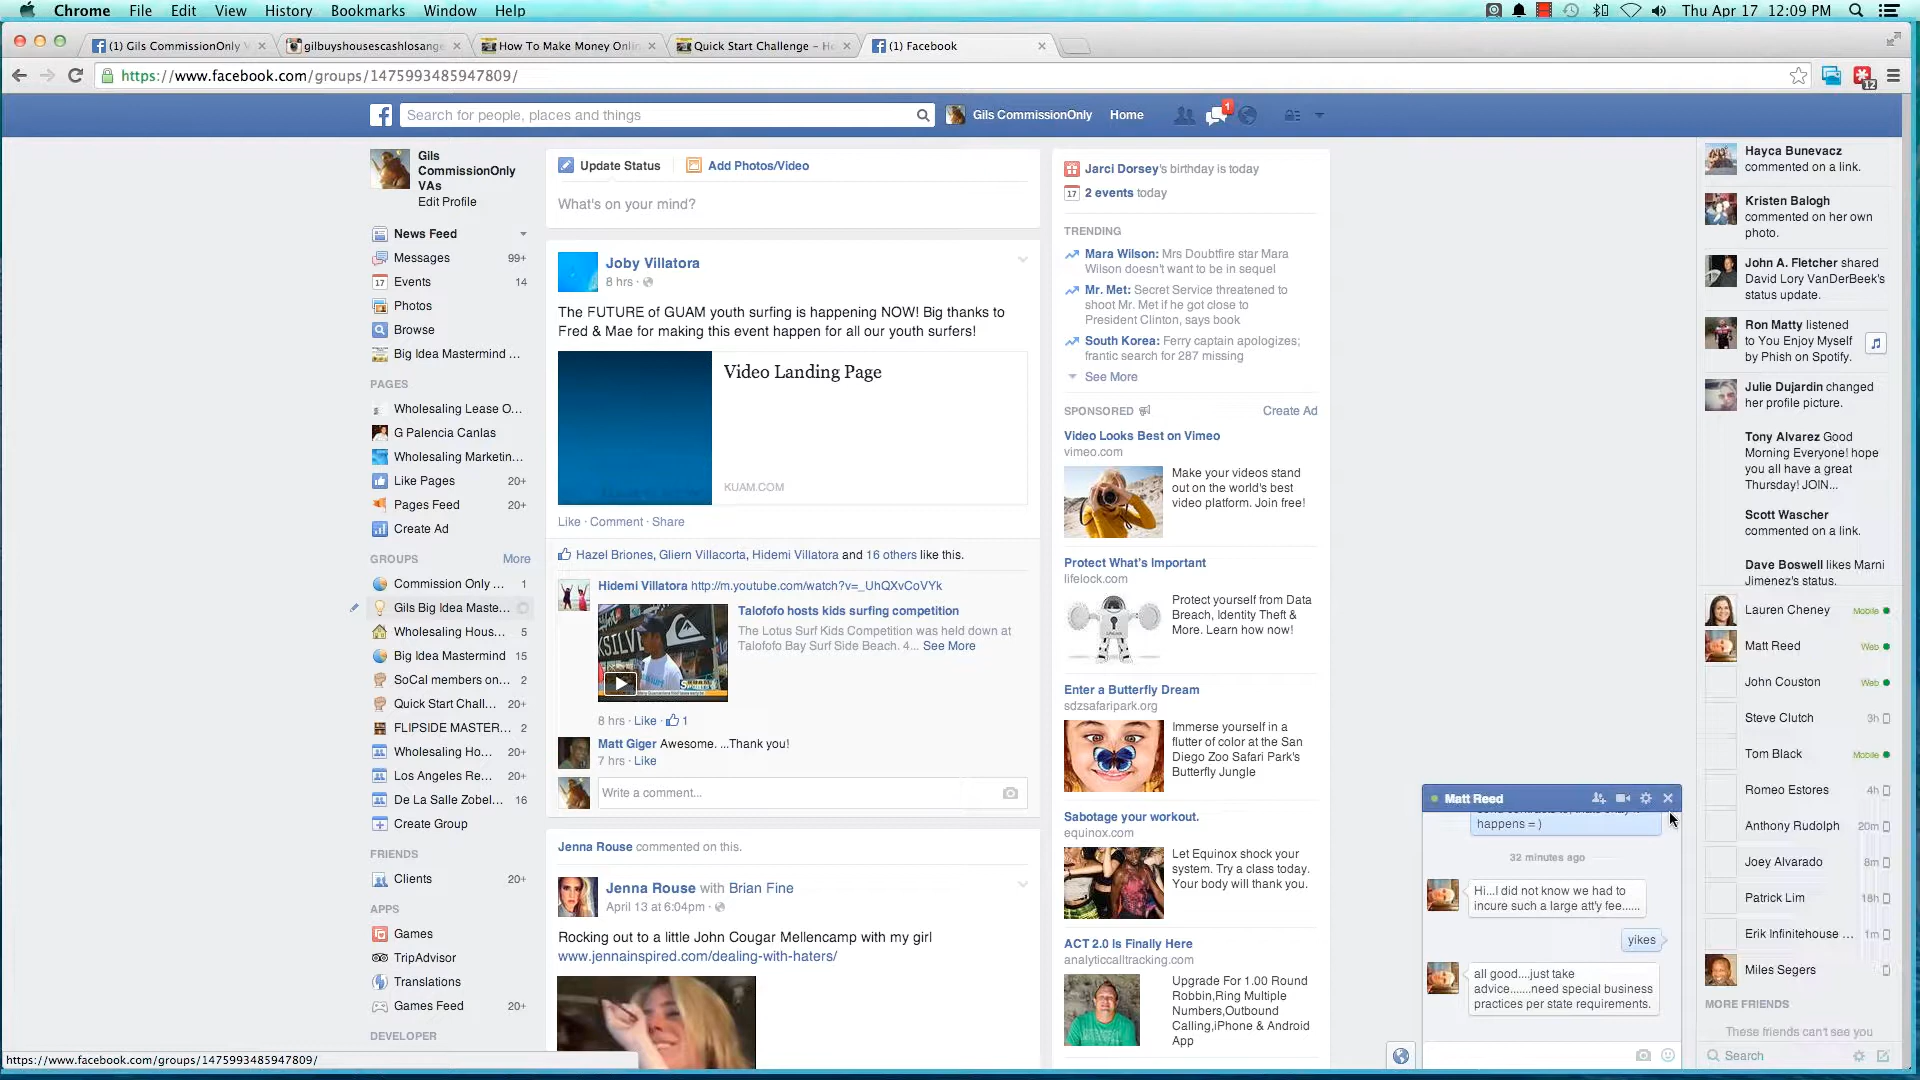 Chrome File Edit View History Bookmarks Window Help
Thu Apr 17 12:09 PM
(1) Gils CommissionOnly V
gilbuyshousescashlosange
How To Make Money Onlin
Quick Start Challenge – Ho
(1) Facebook
https://www.facebook.com/groups/1475993485947809/
12
Search for people, places and things
Gils CommissionOnly Home
1
Gils
CommissionOnly
VAs
Edit Profile
News Feed
Messages 99+
17 Events 14
Photos
Browse
Big Idea Mastermind ...
PAGES
Wholesaling Lease O...
G Palencia Canlas
Wholesaling Marketin...
Like Pages 20+
Pages Feed 20+
Create Ad
GROUPS More
Commission Only ... 1
Gils Big Idea Maste...
Wholesaling Hous... 5
Big Idea Mastermind 15
SoCal members on... 2
Quick Start Chall... 20+
FLIPSIDE MASTER... 2
Wholesaling Ho... 20+
Los Angeles Re... 20+
De La Salle Zobel... 16
Create Group
FRIENDS
Clients 20+
APPS
Games
TripAdvisor
Translations
Games Feed 20+
DEVELOPER
https://www.facebook.com/groups/1475993485947809/
Update Status Add Photos/Video
What's on your mind?
Joby Villatora
8 hrs ·
The FUTURE of GUAM youth surfing is happening NOW! Big thanks to
Fred & Mae for making this event happen for all our youth surfers!
Video Landing Page
KUAM.COM
Like · Comment · Share
Hazel Briones, Gliern Villacorta, Hidemi Villatora and 16 others like this.
Hidemi Villatora http://m.youtube.com/watch?v=_UhQXvCoVYk
Talofofo hosts kids surfing competition
The Lotus Surf Kids Competition was held down at
Talofofo Bay Surf Side Beach. 4... See More
8 hrs · Like · 1
Matt Giger Awesome. ...Thank you!
7 hrs · Like
Write a comment...
Jenna Rouse commented on this.
Jenna Rouse with Brian Fine
April 13 at 6:04pm ·
Rocking out to a little John Cougar Mellencamp with my girl
www.jennainspired.com/dealing-with-haters/
Jarci Dorsey's birthday is today
17 2 events today
TRENDING
Mara Wilson: Mrs Doubtfire star Mara
Wilson doesn't want to be in sequel
Mr. Met: Secret Service threatened to
shoot Mr. Met if he got close to
President Clinton, says book
South Korea: Ferry captain apologizes;
frantic search for 287 missing
See More
SPONSORED Create Ad
Video Looks Best on Vimeo
vimeo.com
Make your videos stand
out on the world's best
video platform. Join free!
Protect What's Important
lifelock.com
Protect yourself from Data
Breach, Identity Theft &
More. Learn how now!
Enter a Butterfly Dream
sdzsafaripark.org
Immerse yourself in a
flutter of color at the San
Diego Zoo Safari Park's
Butterfly Jungle
Sabotage your workout.
equinox.com
Let Equinox shock your
system. Try a class today.
Your body will thank you.
ACT 2.0 Is Finally Here
analyticcalltracking.com
Upgrade For 1.00 Round
Robbin,Ring Multiple
Numbers,Outbound
Calling,iPhone & Android
App
Matt Reed
happens = )
32 minutes ago
Hi...I did not know we had to
incure such a large att'y fee......
yikes
all good....just take
advice.......need special business
practices per state requirements.
Hayca Bunevacz
commented on a link.
Kristen Balogh
commented on her own
photo.
John A. Fletcher shared
David Lory VanDerBeek's
status update.
Ron Matty listened
to You Enjoy Myself
by Phish on Spotify.
Julie Dujardin changed
her profile picture.
Tony Alvarez Good
Morning Everyone! hope
you all have a great
Thursday! JOIN...
Scott Wascher
commented on a link.
Dave Boswell likes Marni
Jimenez's status.
Lauren Cheney Mobile
Matt Reed Web
John Couston Web
Steve Clutch 3h
Tom Black Mobile
Romeo Estores 4h
Anthony Rudolph 20m
Joey Alvarado 8m
Patrick Lim 18h
Erik Infinitehouse ... 1m
Miles Segers
MORE FRIENDS
These friends can't see you
Search